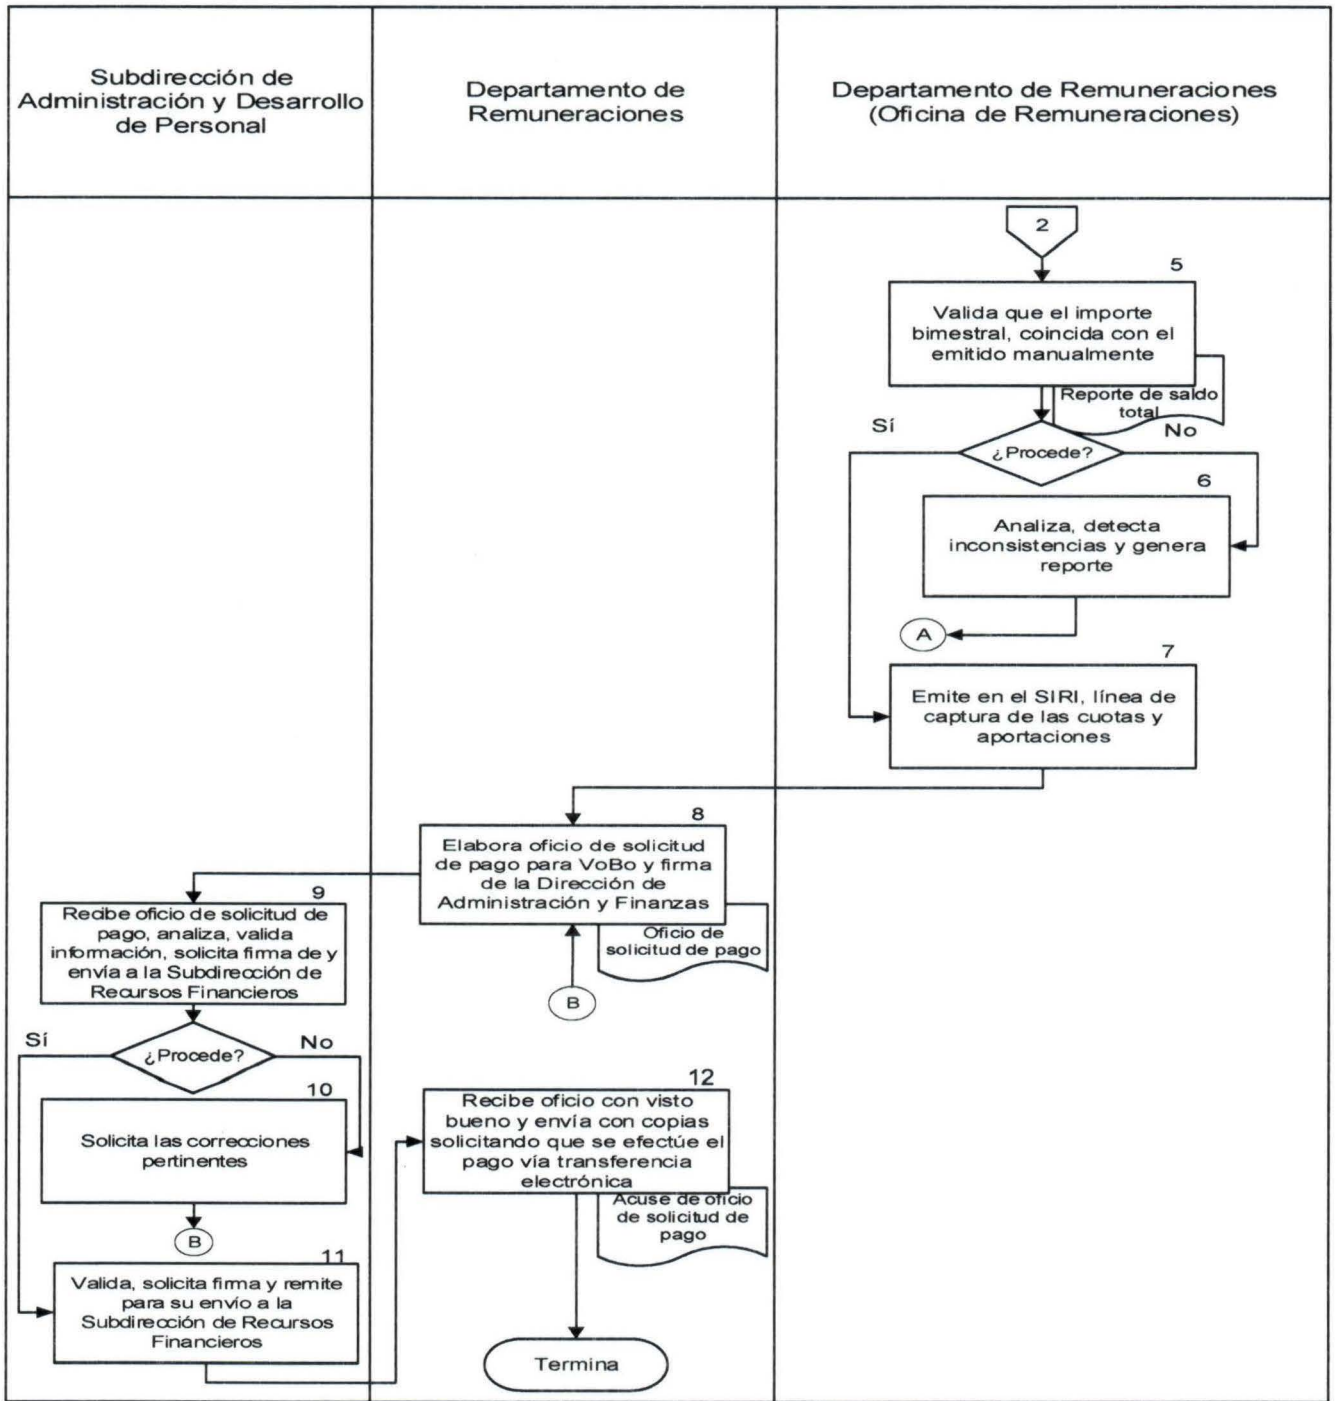 Subdirección de
Administración y Desarrollo
de Personal
Departamento de
Remuneraciones
Departamento de Remuneraciones
(Oficina de Remuneraciones)
2
5
Valida que el importe
bimestral, coincida con el
emitido manualmente
Reporte de saldo
total
Sí
¿Procede?
No
6
Analiza, detecta
inconsistencias y genera
reporte
A
7
Emite en el SIRI, línea de
captura de las cuotas y
aportaciones
8
Elabora oficio de solicitud
de pago para VoBo y firma
de la Dirección de
Administración y Finanzas
Oficio de
solicitud de pago
B
9
Recibe oficio de solicitud de
pago, analiza, valida
información, solicita firma de y
envía a la Subdirección de
Recursos Financieros
Sí
¿Procede?
No
10
Solicita las correcciones
pertinentes
B
11
Valida, solicita firma y remite
para su envío a la
Subdirección de Recursos
Financieros
12
Recibe oficio con visto
bueno y envía con copias
solicitando que se efectúe el
pago vía transferencia
electrónica
Acuse de oficio
de solicitud de
pago
Termina